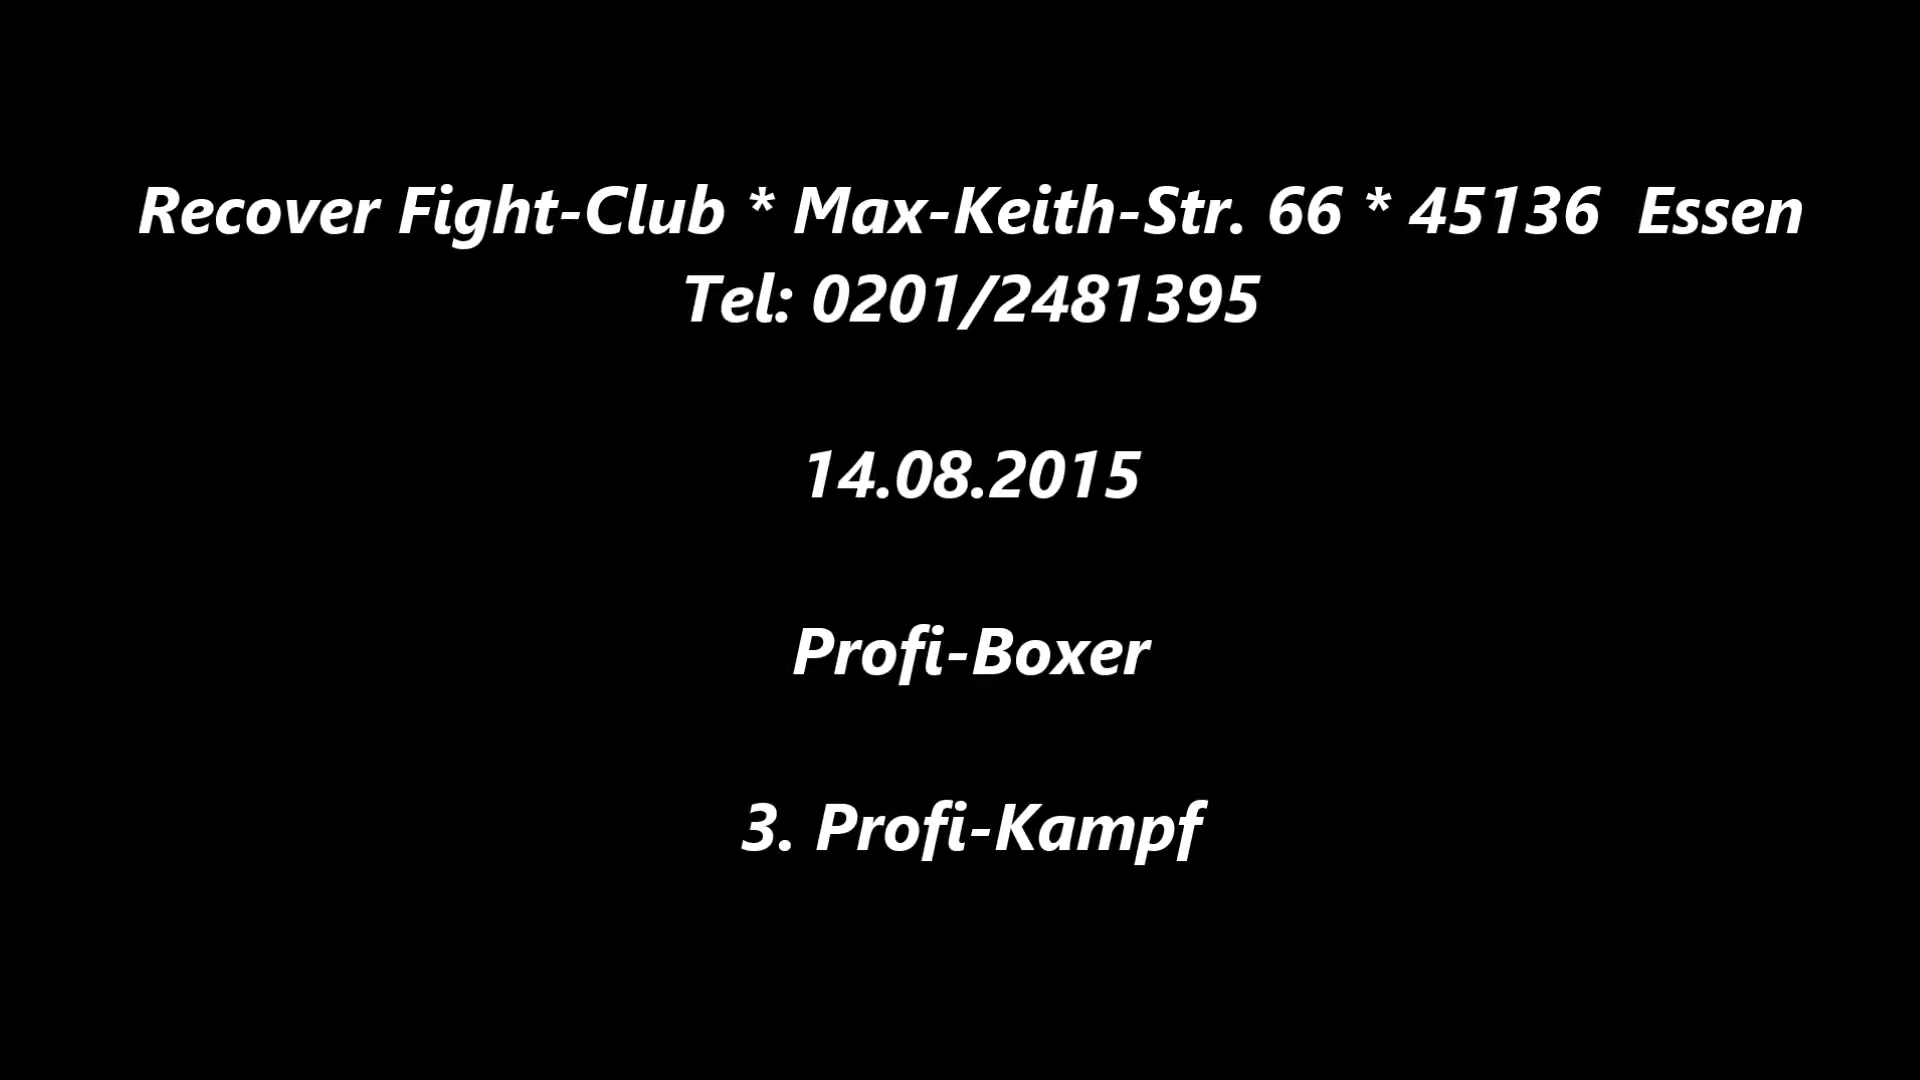 Recover Fight-Club * Max-Keith-Str. 66 * 45136  Essen
Tel: 0201/2481395
14.08.2015
Profi-Boxer
3. Profi-Kampf